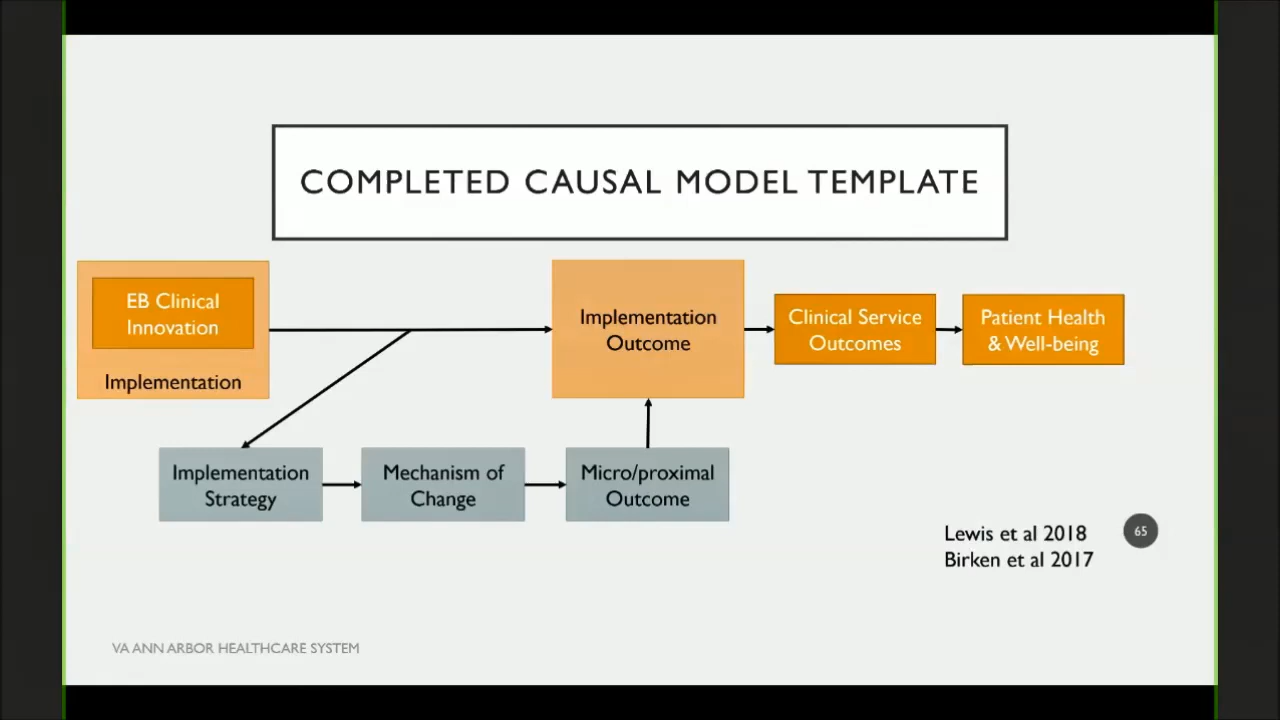 COMPLETED CAUSAL MODEL TEMPLATE
EB Clinical
Innovation
Implementation
Implementation
Outcome
Clinical Service
Outcomes
Patient Health
& Well-being
Implementation
Strategy
Mechanism of
Change
Micro/proximal
Outcome
Lewis et al 2018
Birken et al 2017
65
VA ANN ARBOR HEALTHCARE SYSTEM